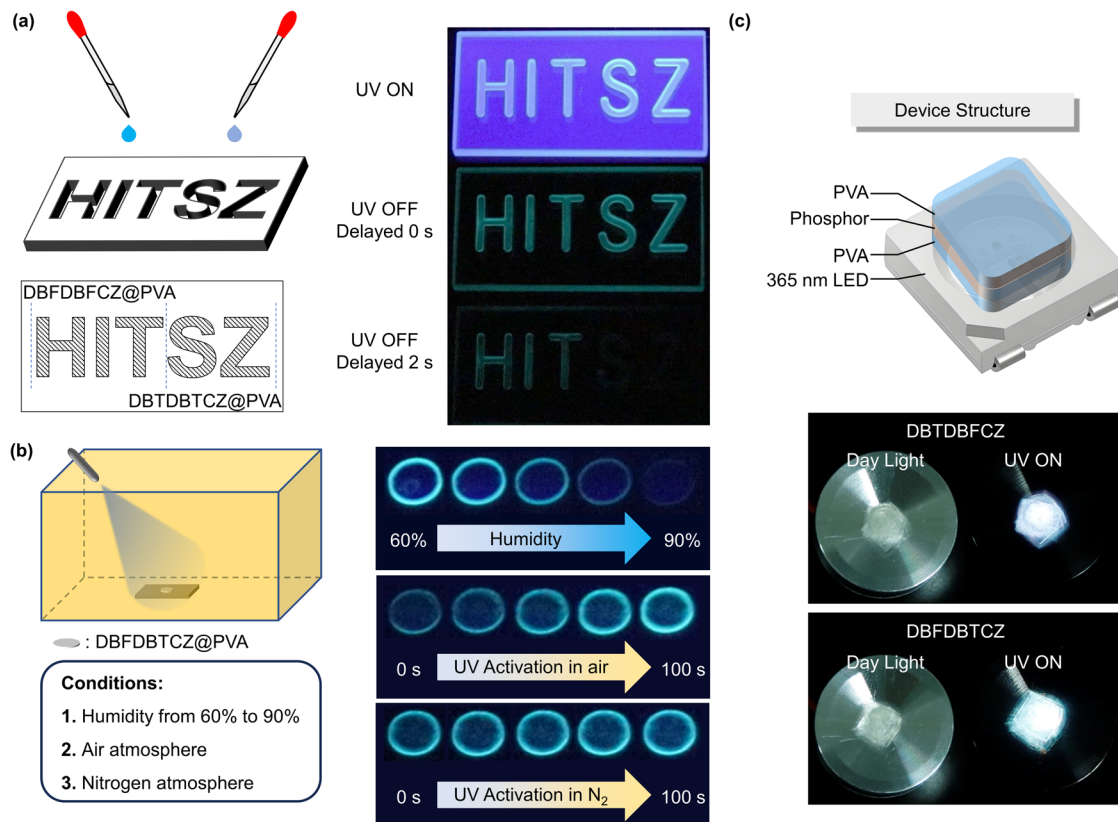 (a)
HITSZ
DBFDBFCZ@PVA
HITSZ
DBTDBTCZ@PVA
UV ON
HITSZ
UV OFF
Delayed 0 s
HITSZ
UV OFF
Delayed 2 s
HITSZ
(b)
: DBFDBTCZ@PVA
Conditions:
1. Humidity from 60% to 90%
2. Air atmosphere
3. Nitrogen atmosphere
60% Humidity 90%
0 s UV Activation in air 100 s
0 s UV Activation in N₂ 100 s
(c)
Device Structure
PVA
Phosphor
PVA
365 nm LED
DBTDBFCZ
Day Light UV ON
DBFDBTCZ
Day Light UV ON